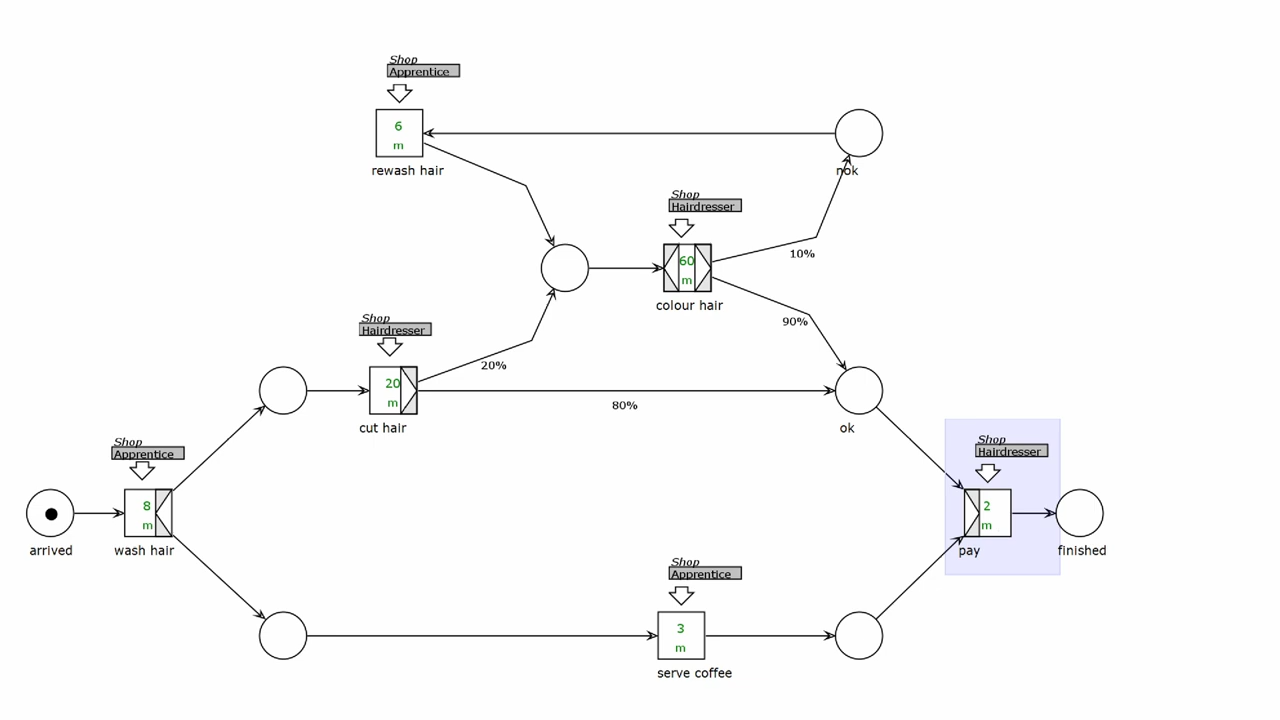 Shop
Apprentice
6
m
rewash hair
nok
Shop
Hairdresser
60
m
10%
colour hair
90%
Shop
Hairdresser
20%
20
m
80%
cut hair
ok
Shop
Apprentice
8
m
arrived
wash hair
Shop
Hairdresser
2
m
pay
finished
Shop
Apprentice
3
m
serve coffee